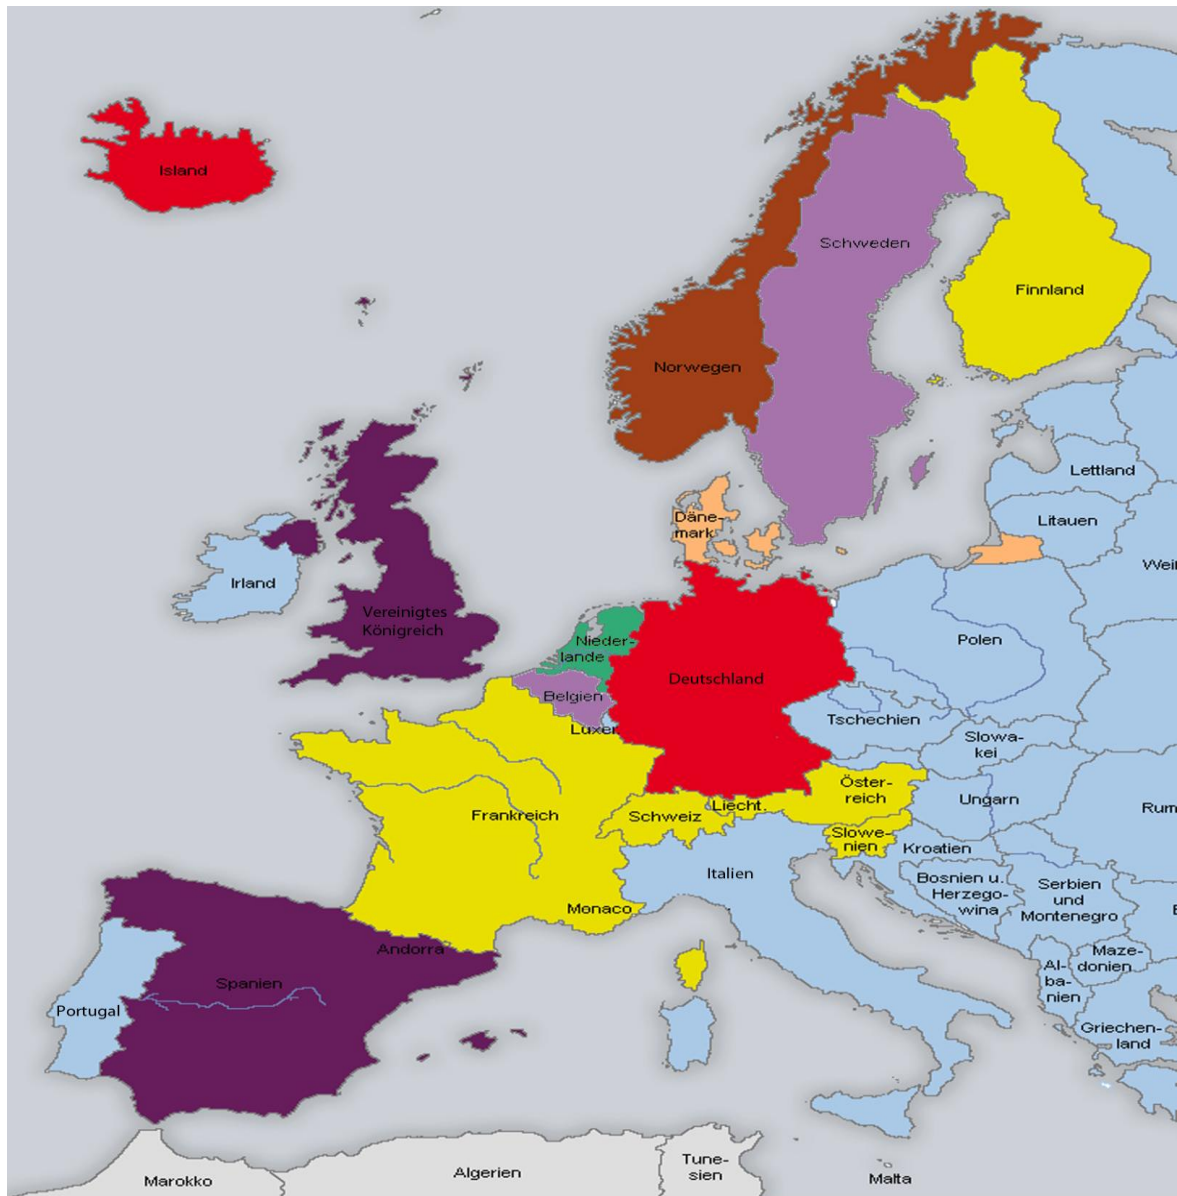 Island
Schweden
Finnland
Norwegen
Lettland
Litauen
Däne-
mark
Irland
Vereinigtes
Königreich
Nieder-
lande
Polen
Deutschland
Belgien
Luxem
Tschechien
Slowa-
kei
Öster-
reich
Ungarn
Liecht.
Schweiz
Frankreich
Slowe-
nien
Kroatien
Italien
Bosnien u.
Herzego-
wina
Serbien
und
Montenegro
Monaco
Andorra
Maze-
donien
Al-
ba-
nien
Spanien
Portugal
Griechen-
land
Marokko
Algerien
Tune-
sien
Malta